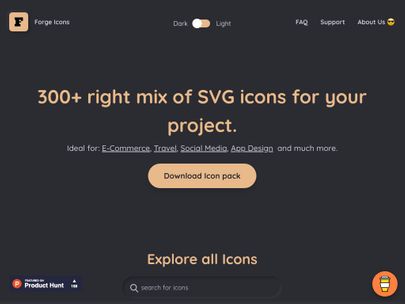 F Forge Icons
Dark Light
FAQ Support About Us 😎
300+ right mix of SVG icons for your
project.
Ideal for: E-Commerce, Travel, Social Media, App Design and much more.
Download Icon pack
Explore all Icons
search for icons
FEATURED ON
Product Hunt